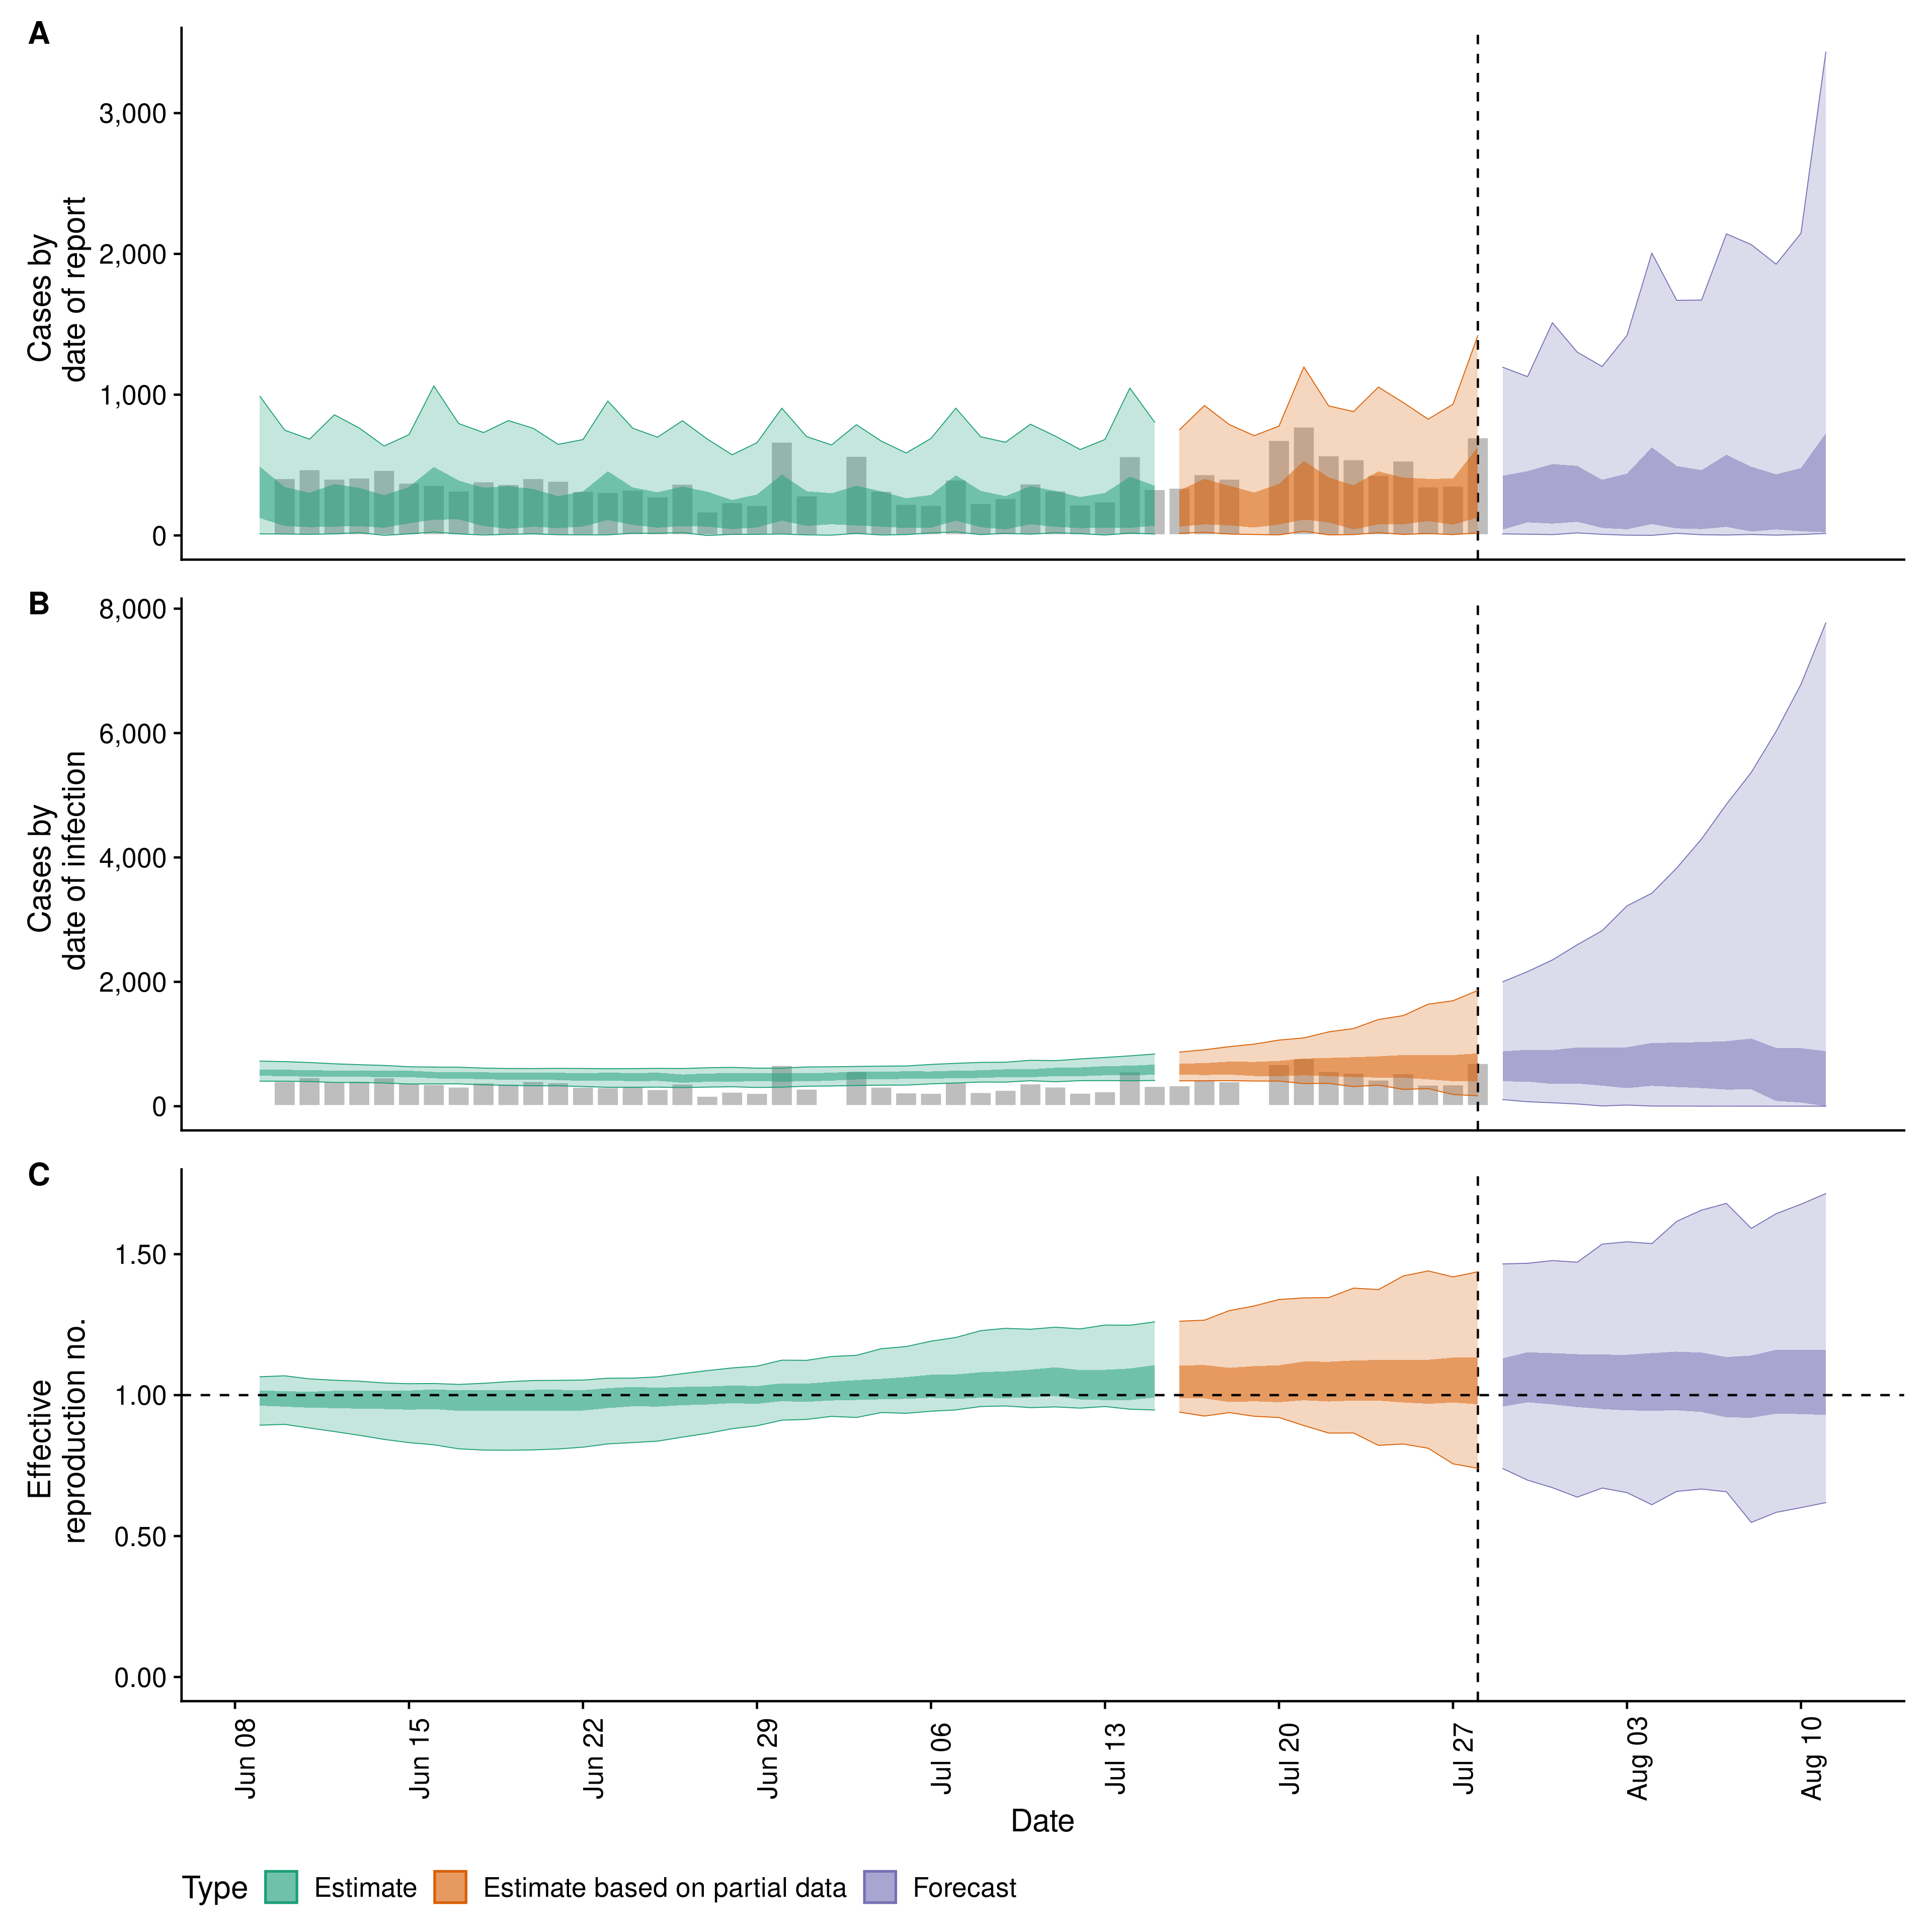 A
Cases by
date of report
3,000
2,000
1,000
0
B
Cases by
date of infection
8,000
6,000
4,000
2,000
0
C
Effective
reproduction no.
1.50
1.00
0.50
0.00
Jun 08
Jun 15
Jun 22
Jun 29
Jul 06
Jul 13
Jul 20
Jul 27
Aug 03
Aug 10
Date
Type Estimate Estimate based on partial data Forecast